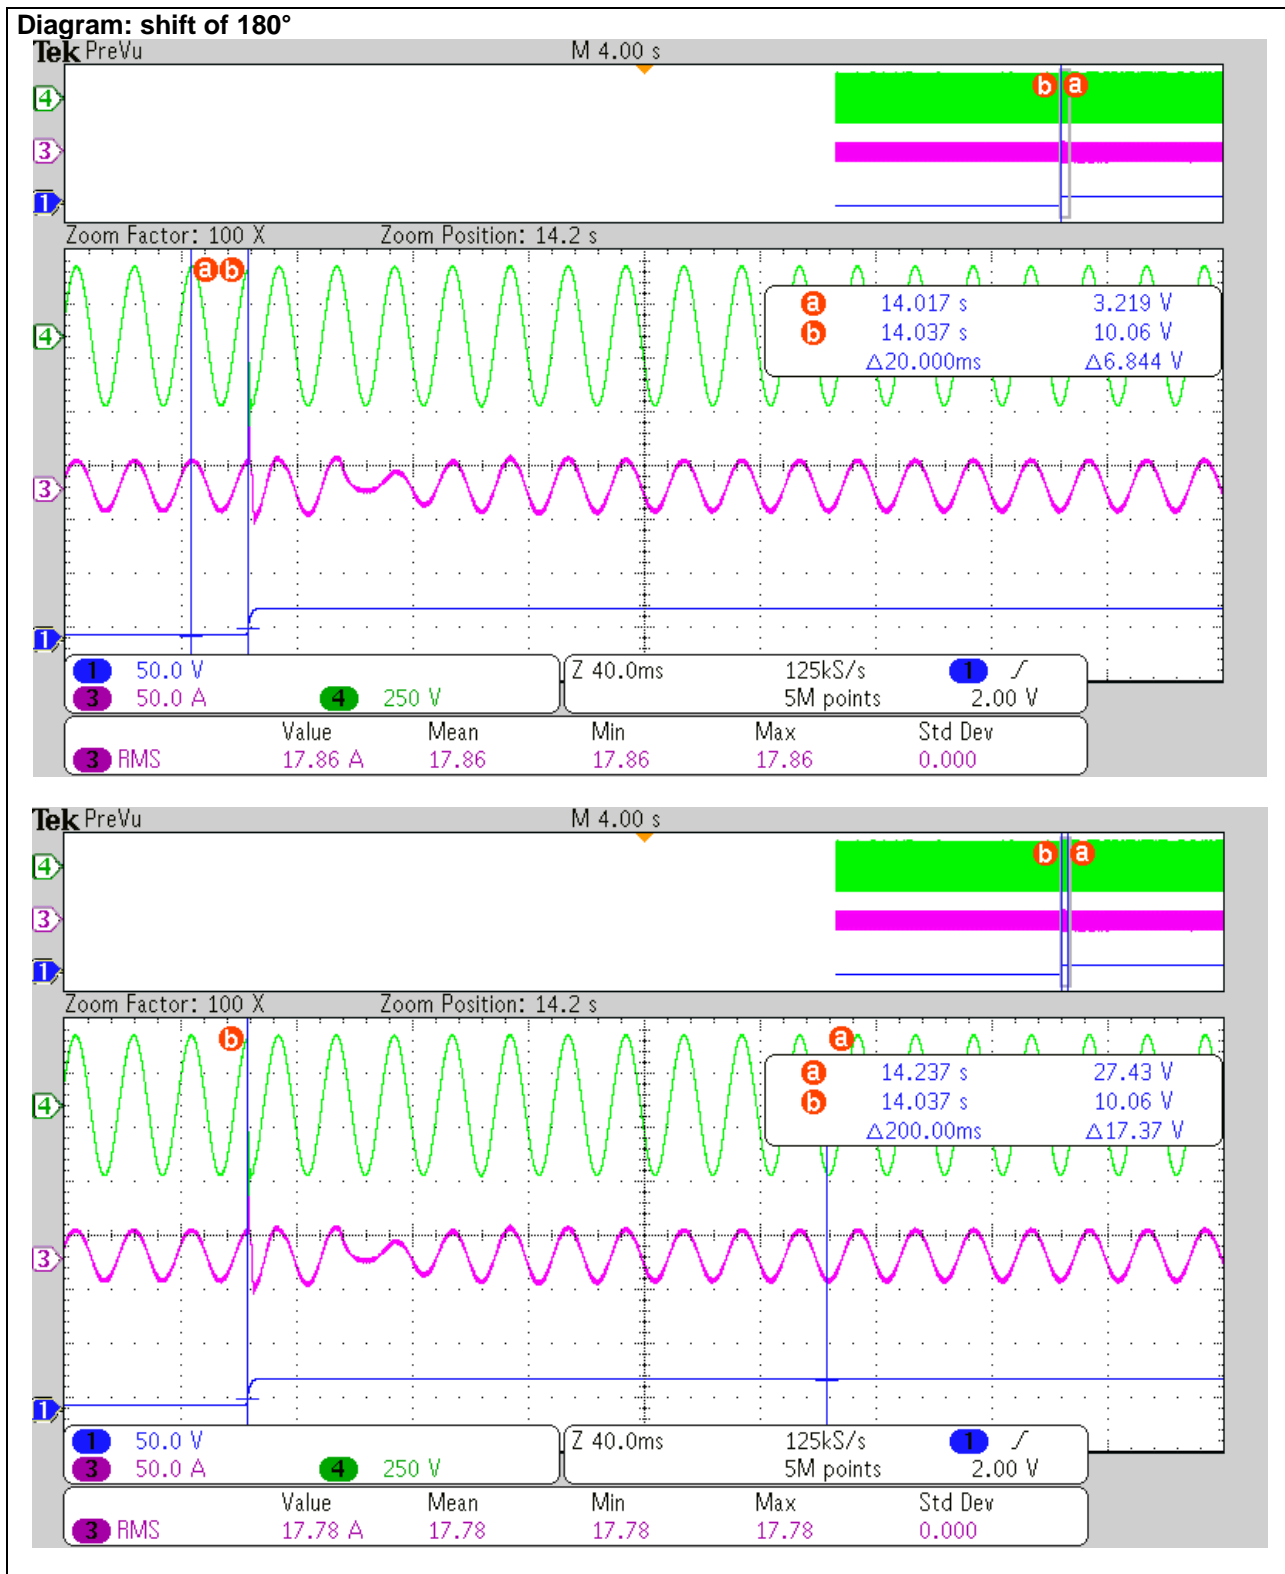 Diagram: shift of 180°
Tek PreVu M 4.00 s
4
b a
3
1
Zoom Factor: 100 X Zoom Position: 14.2 s
a b
a 14.017 s 3.219 V
4 b 14.037 s 10.06 V
Δ20.000ms Δ6.844 V
3
1
1 50.0 V Z 40.0ms 125kS/s 1
3 50.0 A 4 250 V 5M points 2.00 V
Value Mean Min Max Std Dev
3 RMS 17.86 A 17.86 17.86 17.86 0.000
Tek PreVu M 4.00 s
4 b a
3
1
Zoom Factor: 100 X Zoom Position: 14.2 s
b a
a 14.237 s 27.43 V
4 b 14.037 s 10.06 V
Δ200.00ms Δ17.37 V
3
1
1 50.0 V Z 40.0ms 125kS/s 1
3 50.0 A 4 250 V 5M points 2.00 V
Value Mean Min Max Std Dev
3 RMS 17.78 A 17.78 17.78 17.78 0.000